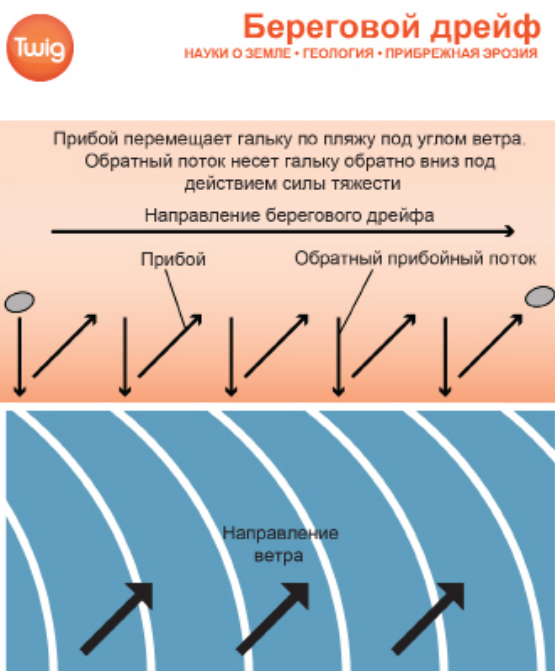 Twig
Береговой дрейф
НАУКИ О ЗЕМЛЕ • ГЕОЛОГИЯ • ПРИБРЕЖНАЯ ЭРОЗИЯ
Прибой перемещает гальку по пляжу под углом ветра.
Обратный поток несет гальку обратно вниз под
действием силы тяжести
Направление берегового дрейфа
Прибой
Обратный прибойный поток
Направление
ветра